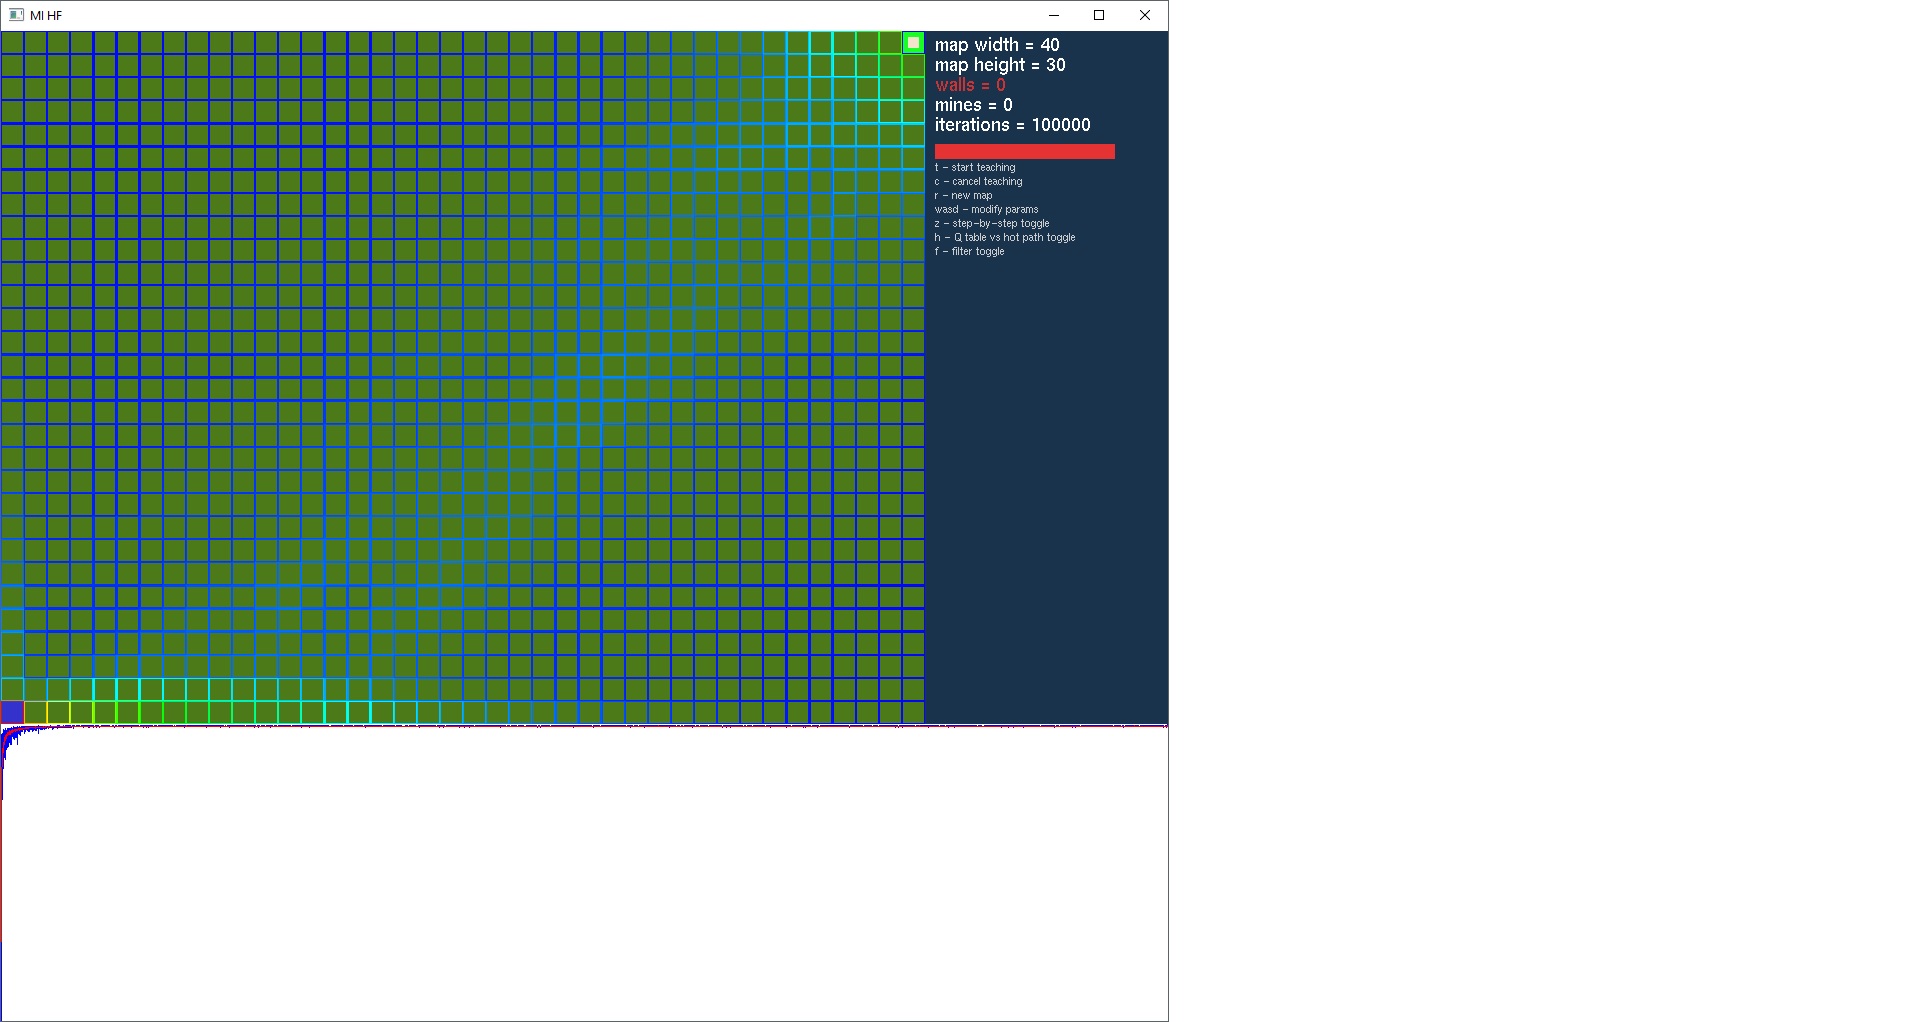 MI HF
map width = 40
map height = 30
walls = 0
mines = 0
iterations = 100000
t - start teaching
c - cancel teaching
r - new map
wasd - modify params
z - step-by-step toggle
h - Q table vs hot path toggle
f - filter toggle